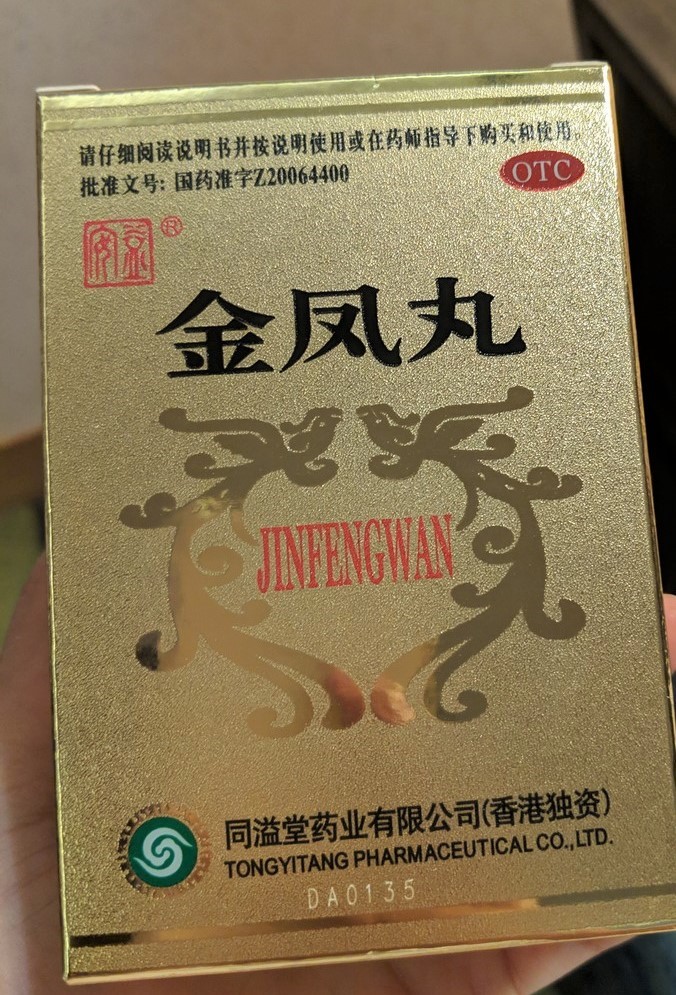 请仔细阅读说明书并按说明使用或在药师指导下购买和使用。
批准文号: 国药准字Z20064400
OTC
®
金凤丸
JINFENGWAN
同溢堂药业有限公司(香港独资)
TONGYITANG PHARMACEUTICAL CO.,LTD.
DA0135